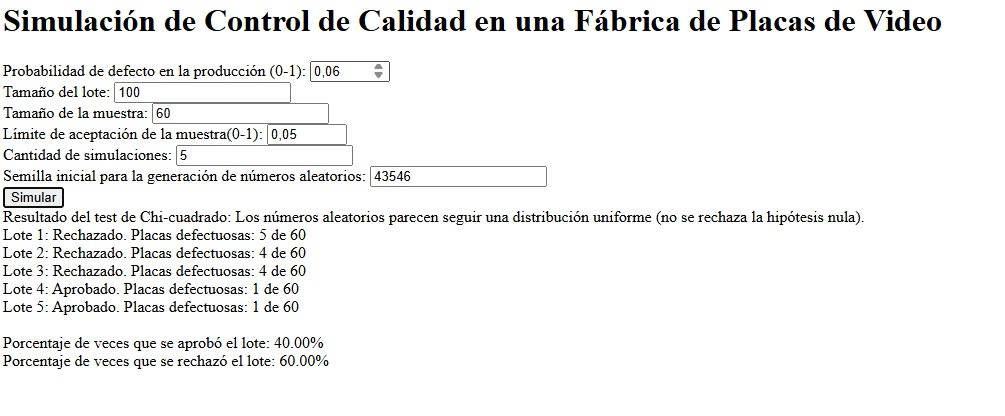 Simulación de Control de Calidad en una Fábrica de Placas de Video
Probabilidad de defecto en la producción (0-1): 0,06
Tamaño del lote: 100
Tamaño de la muestra: 60
Límite de aceptación de la muestra(0-1): 0,05
Cantidad de simulaciones: 5
Semilla inicial para la generación de números aleatorios: 43546
Simular
Resultado del test de Chi-cuadrado: Los números aleatorios parecen seguir una distribución uniforme (no se rechaza la hipótesis nula).
Lote 1: Rechazado. Placas defectuosas: 5 de 60
Lote 2: Rechazado. Placas defectuosas: 4 de 60
Lote 3: Rechazado. Placas defectuosas: 4 de 60
Lote 4: Aprobado. Placas defectuosas: 1 de 60
Lote 5: Aprobado. Placas defectuosas: 1 de 60
Porcentaje de veces que se aprobó el lote: 40.00%
Porcentaje de veces que se rechazó el lote: 60.00%